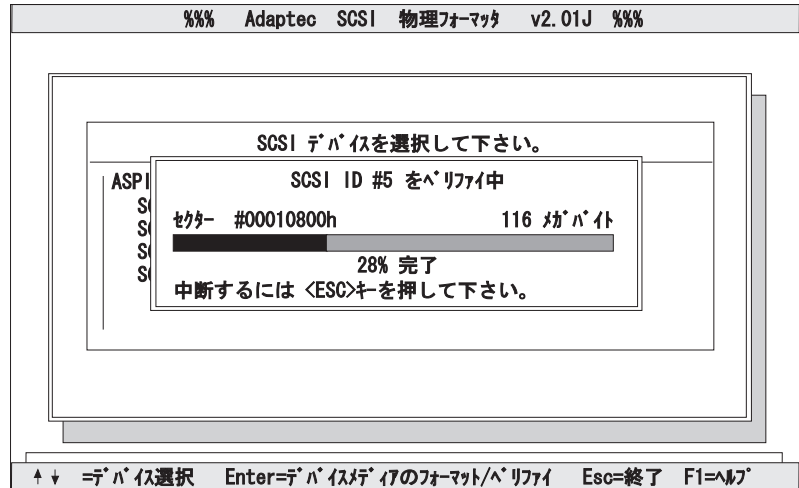 %%% Adaptec SCSI 物理ﾌｫｰﾏｯﾀ v2.01J %%%
SCSI ﾃﾞﾊﾞｲｽを選択して下さい。
ASPI
SCSI ID #5 をﾍﾞﾘﾌｧｲ中
ｾｸﾀｰ #00010800h 116 ﾒｶﾞﾊﾞｲﾄ
28% 完了
中断するには <ESC>ｷｰを押して下さい。
↑↓ =ﾃﾞﾊﾞｲｽ選択 Enter=ﾃﾞﾊﾞｲｽﾒﾃﾞｨｱのﾌｫｰﾏｯﾄ/ﾍﾞﾘﾌｧｲ Esc=終了 F1=ﾍﾙﾌﾟ